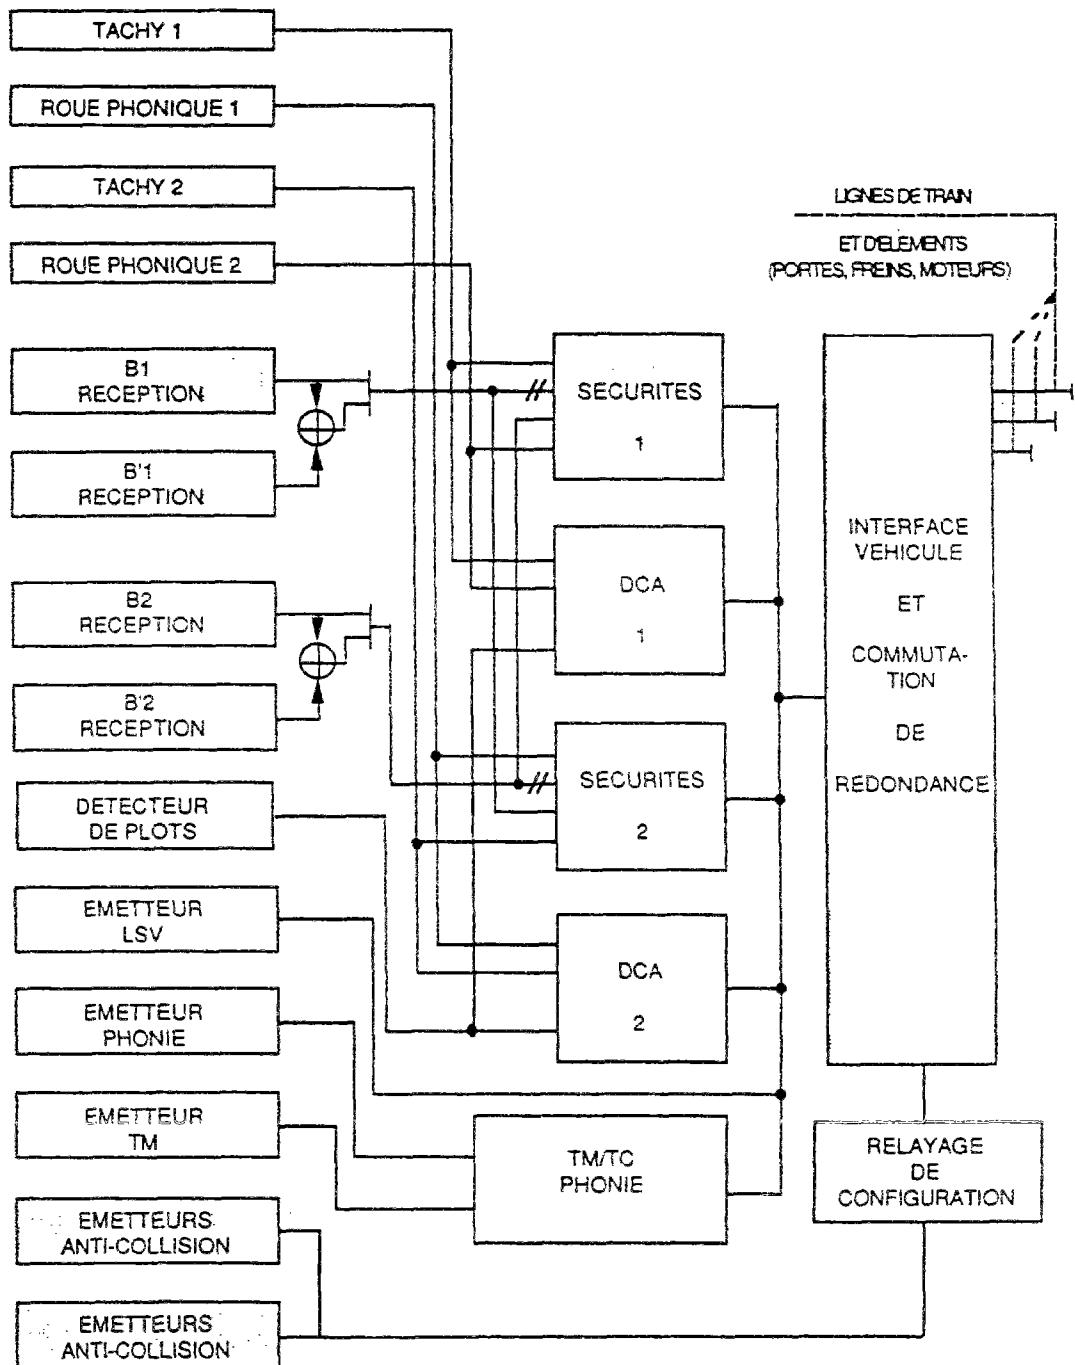 TACHY 1
ROUE PHONIQUE 1
TACHY 2
ROUE PHONIQUE 2
LIGNES DE TRAIN
ET D'ELEMENTS
(PORTES, FREINS, MOTEURS)
B1
RECEPTION
B'1
RECEPTION
B2
RECEPTION
B'2
RECEPTION
DETECTEUR
DE PLOTS
EMETTEUR
LSV
EMETTEUR
PHONIE
EMETTEUR
TM
EMETTEURS
ANTI-COLLISION
EMETTEURS
ANTI-COLLISION
SECURITES
1
DCA
1
SECURITES
2
DCA
2
TM/TC
PHONIE
INTERFACE
VEHICULE
ET
COMMUTA-
TION
DE
REDONDANCE
RELAYAGE
DE
CONFIGURATION